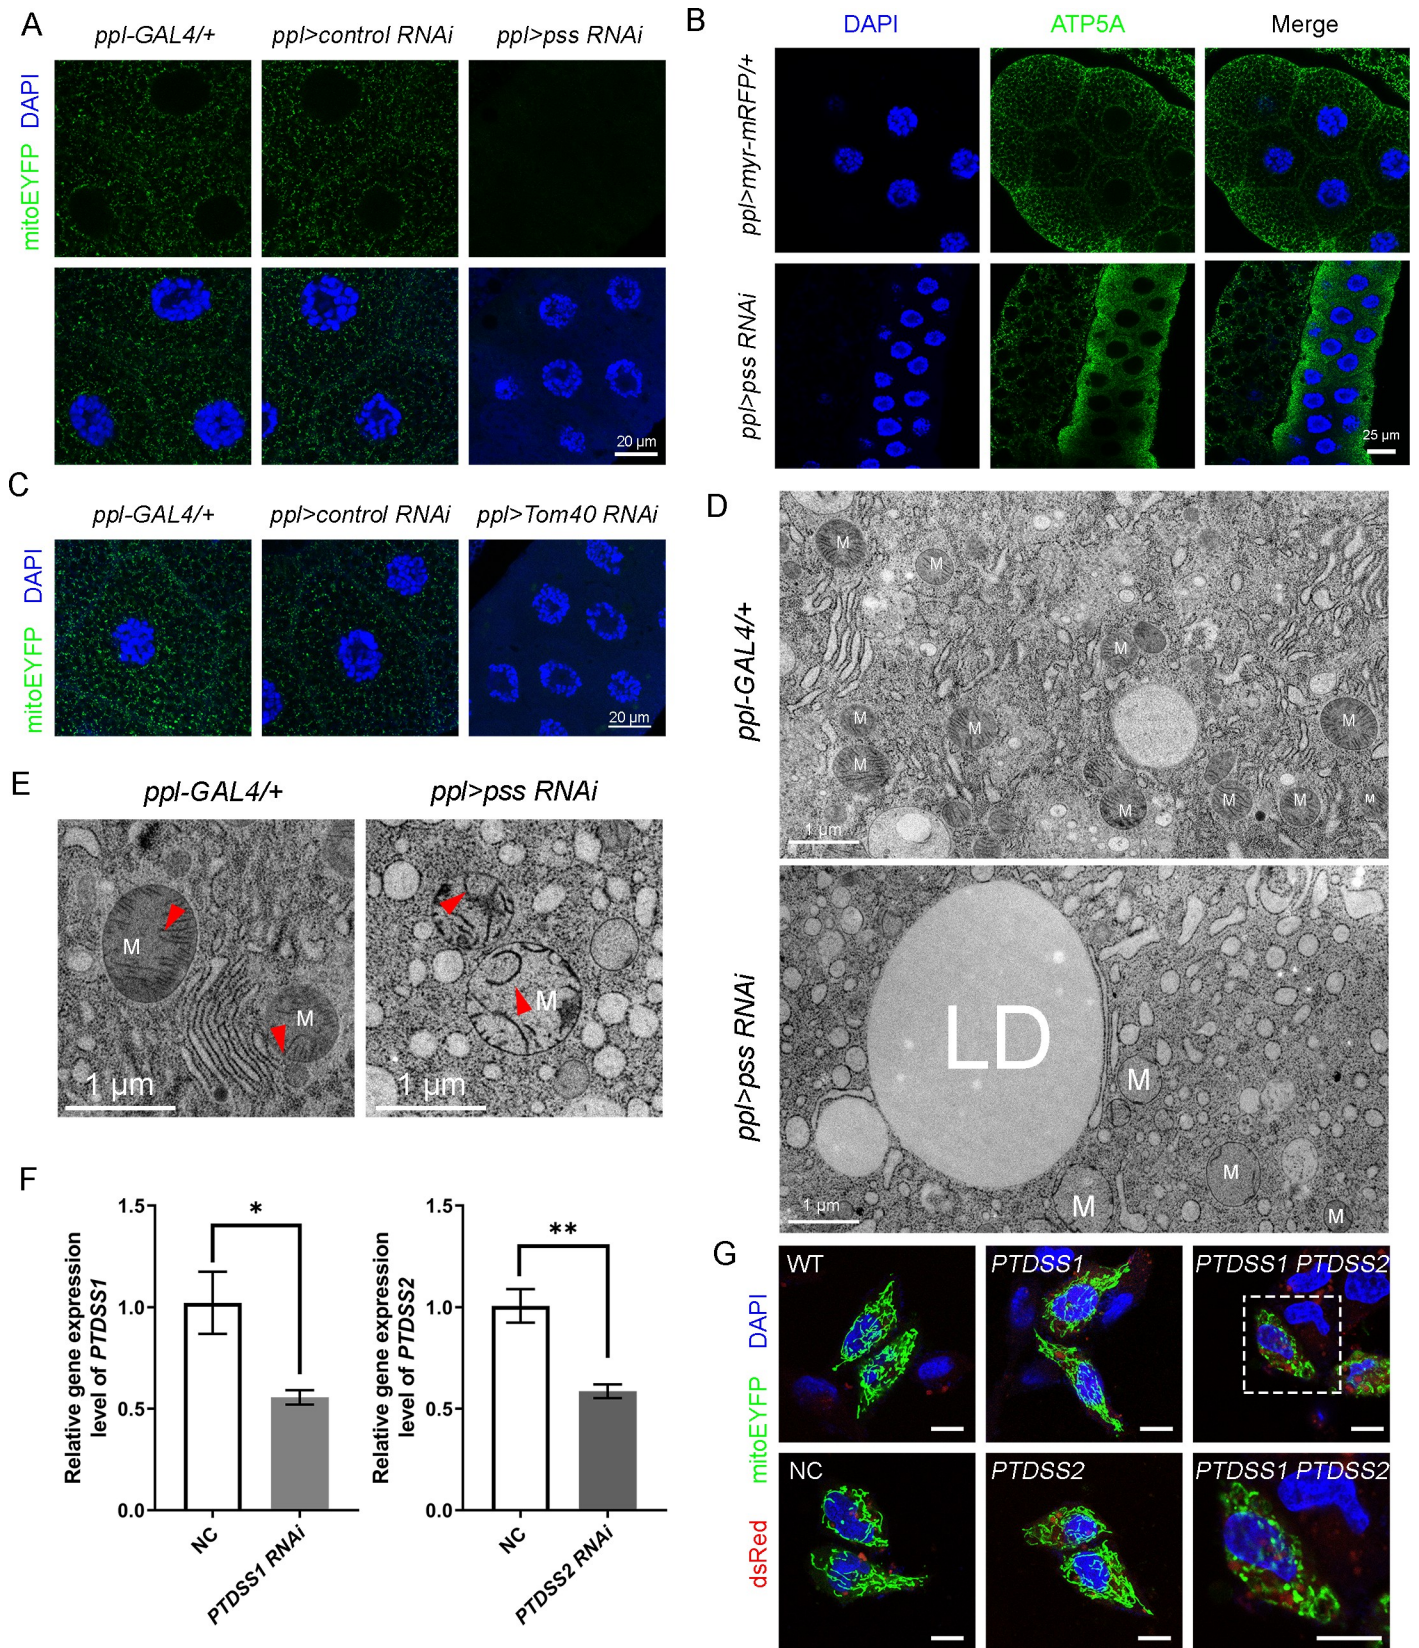 A
ppl-GAL4/+ ppl>control RNAi ppl>pss RNAi
mitoEYFP DAPI
20 µm
B
DAPI ATP5A Merge
ppl>myr-mRFP/+
ppl>pss RNAi
25 µm
C
ppl-GAL4/+ ppl>control RNAi ppl>Tom40 RNAi
mitoEYFP DAPI
20 µm
D
ppl-GAL4/+
M
M
M
M
M
M
M
M
M
M
M
1 µm
ppl>pss RNAi
LD
M
M
M
M
1 µm
E
ppl-GAL4/+ ppl>pss RNAi
M
M
1 µm
M
1 µm
F
Relative gene expression
level of PTDSS1
1.5
1.0
0.5
0.0
*
NC
PTDSS1 RNAi
Relative gene expression
level of PTDSS2
1.5
1.0
0.5
0.0
**
NC
PTDSS2 RNAi
G
dsRed mitoEYFP DAPI
WT PTDSS1 PTDSS1 PTDSS2
NC PTDSS2 PTDSS1 PTDSS2